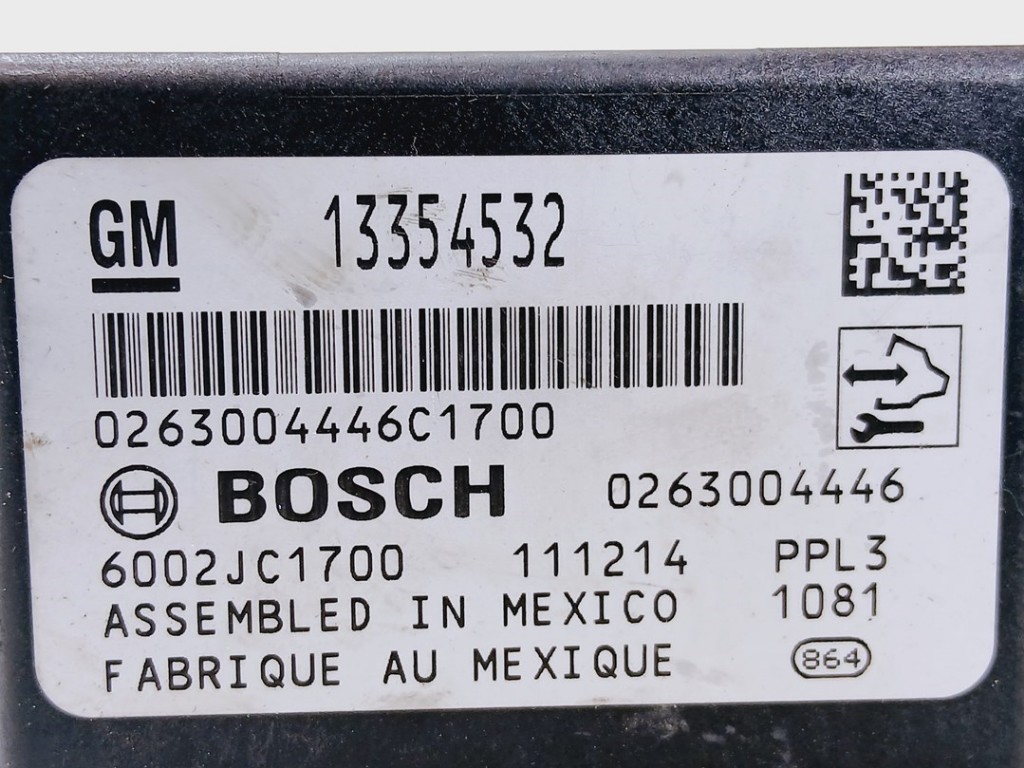 GM 13354532
0263004446C1700
BOSCH 0263004446
6002JC1700 111214 PPL3
ASSEMBLED IN MEXICO 1081
FABRIQUE AU MEXIQUE 864